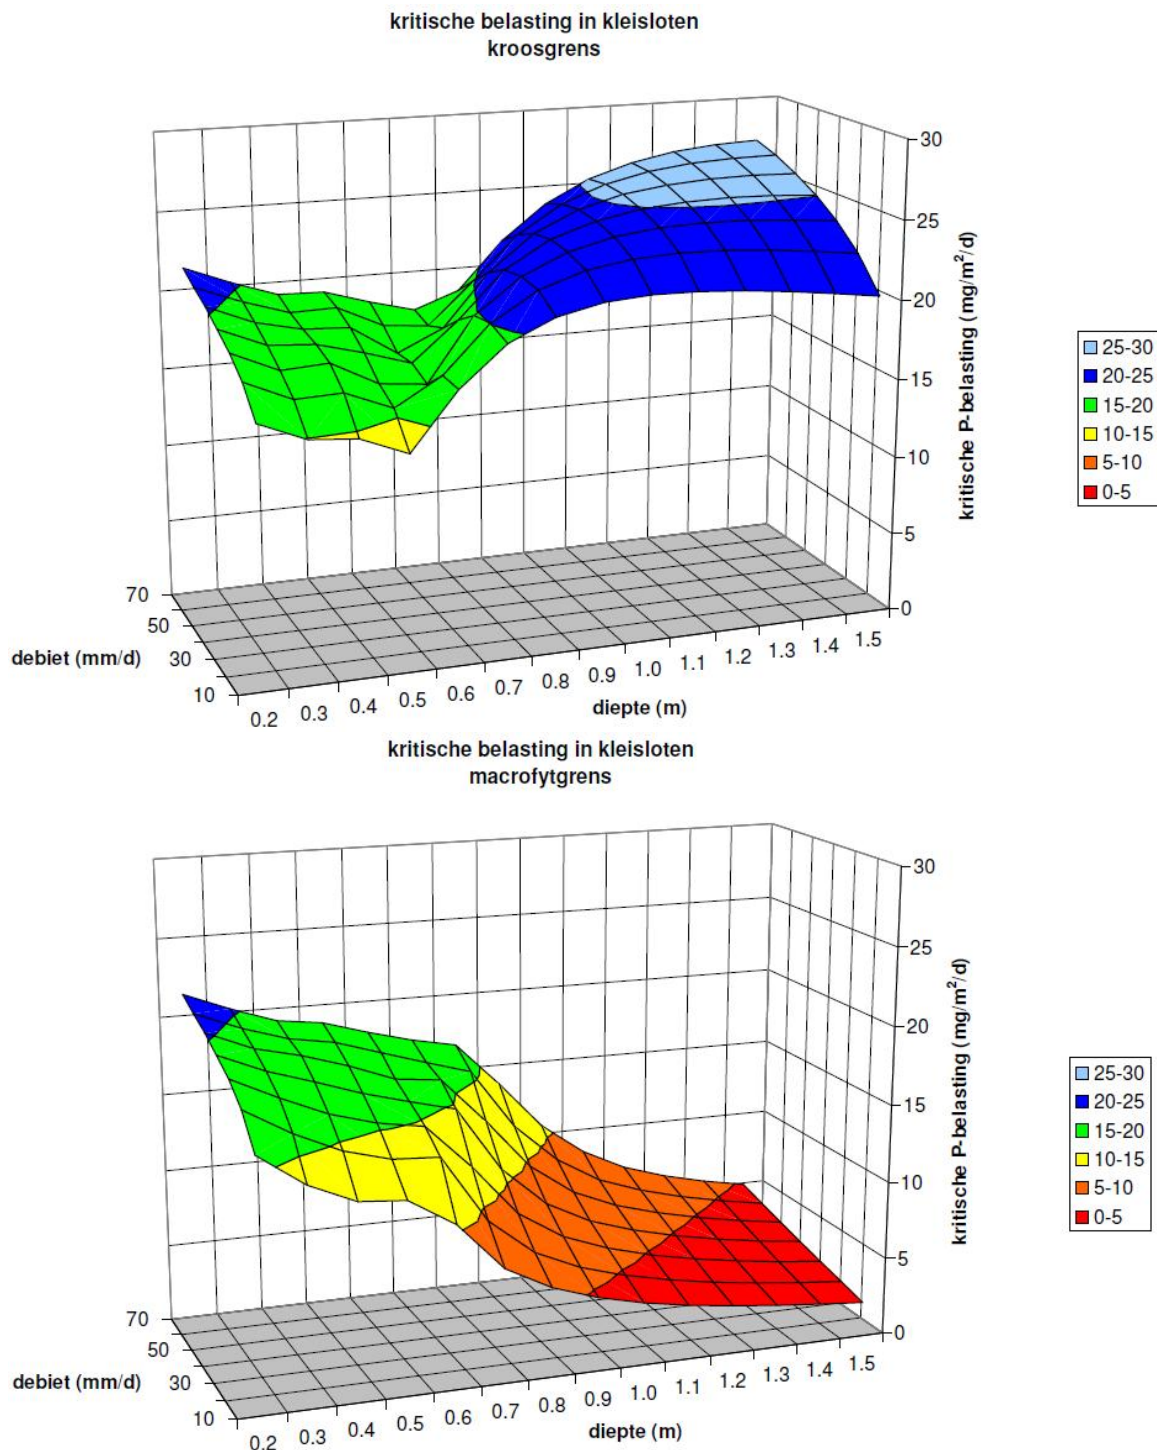 kritische belasting in kleisloten
kroosgrens
30
25
20
15
10
5
0
kritische P-belasting (mg/m²/d)
25-30
20-25
15-20
10-15
5-10
0-5
70
50
30
10
debiet (mm/d)
0.2 0.3 0.4 0.5 0.6 0.7 0.8 0.9 1.0 1.1 1.2 1.3 1.4 1.5
diepte (m)
kritische belasting in kleisloten
macrofytgrens
30
25
20
15
10
5
0
kritische P-belasting (mg/m²/d)
25-30
20-25
15-20
10-15
5-10
0-5
70
50
30
10
debiet (mm/d)
0.2 0.3 0.4 0.5 0.6 0.7 0.8 0.9 1.0 1.1 1.2 1.3 1.4 1.5
diepte (m)